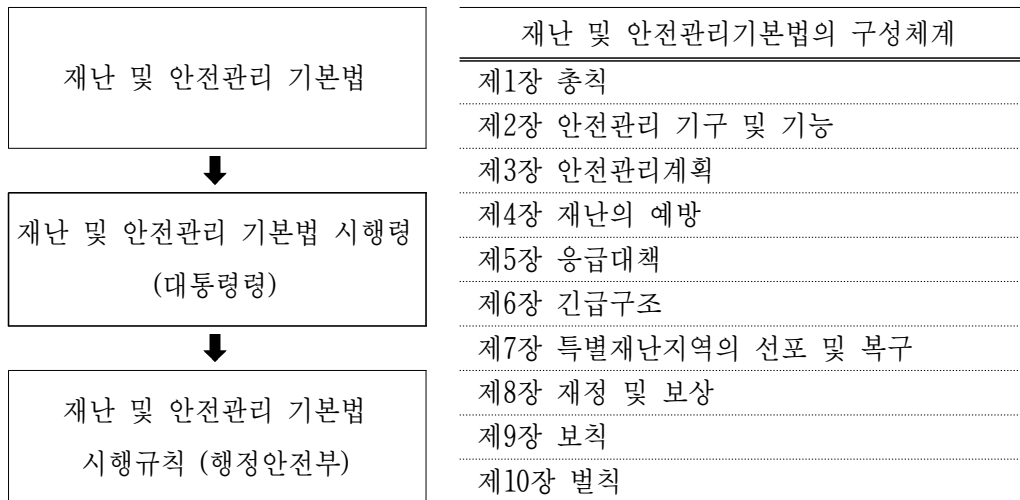 재난 및 안전관리 기본법
재난 및 안전관리 기본법 시행령
(대통령령)
재난 및 안전관리 기본법
시행규칙 (행정안전부)
재난 및 안전관리기본법의 구성체계
제1장 총칙
제2장 안전관리 기구 및 기능
제3장 안전관리계획
제4장 재난의 예방
제5장 응급대책
제6장 긴급구조
제7장 특별재난지역의 선포 및 복구
제8장 재정 및 보상
제9장 보칙
제10장 벌칙